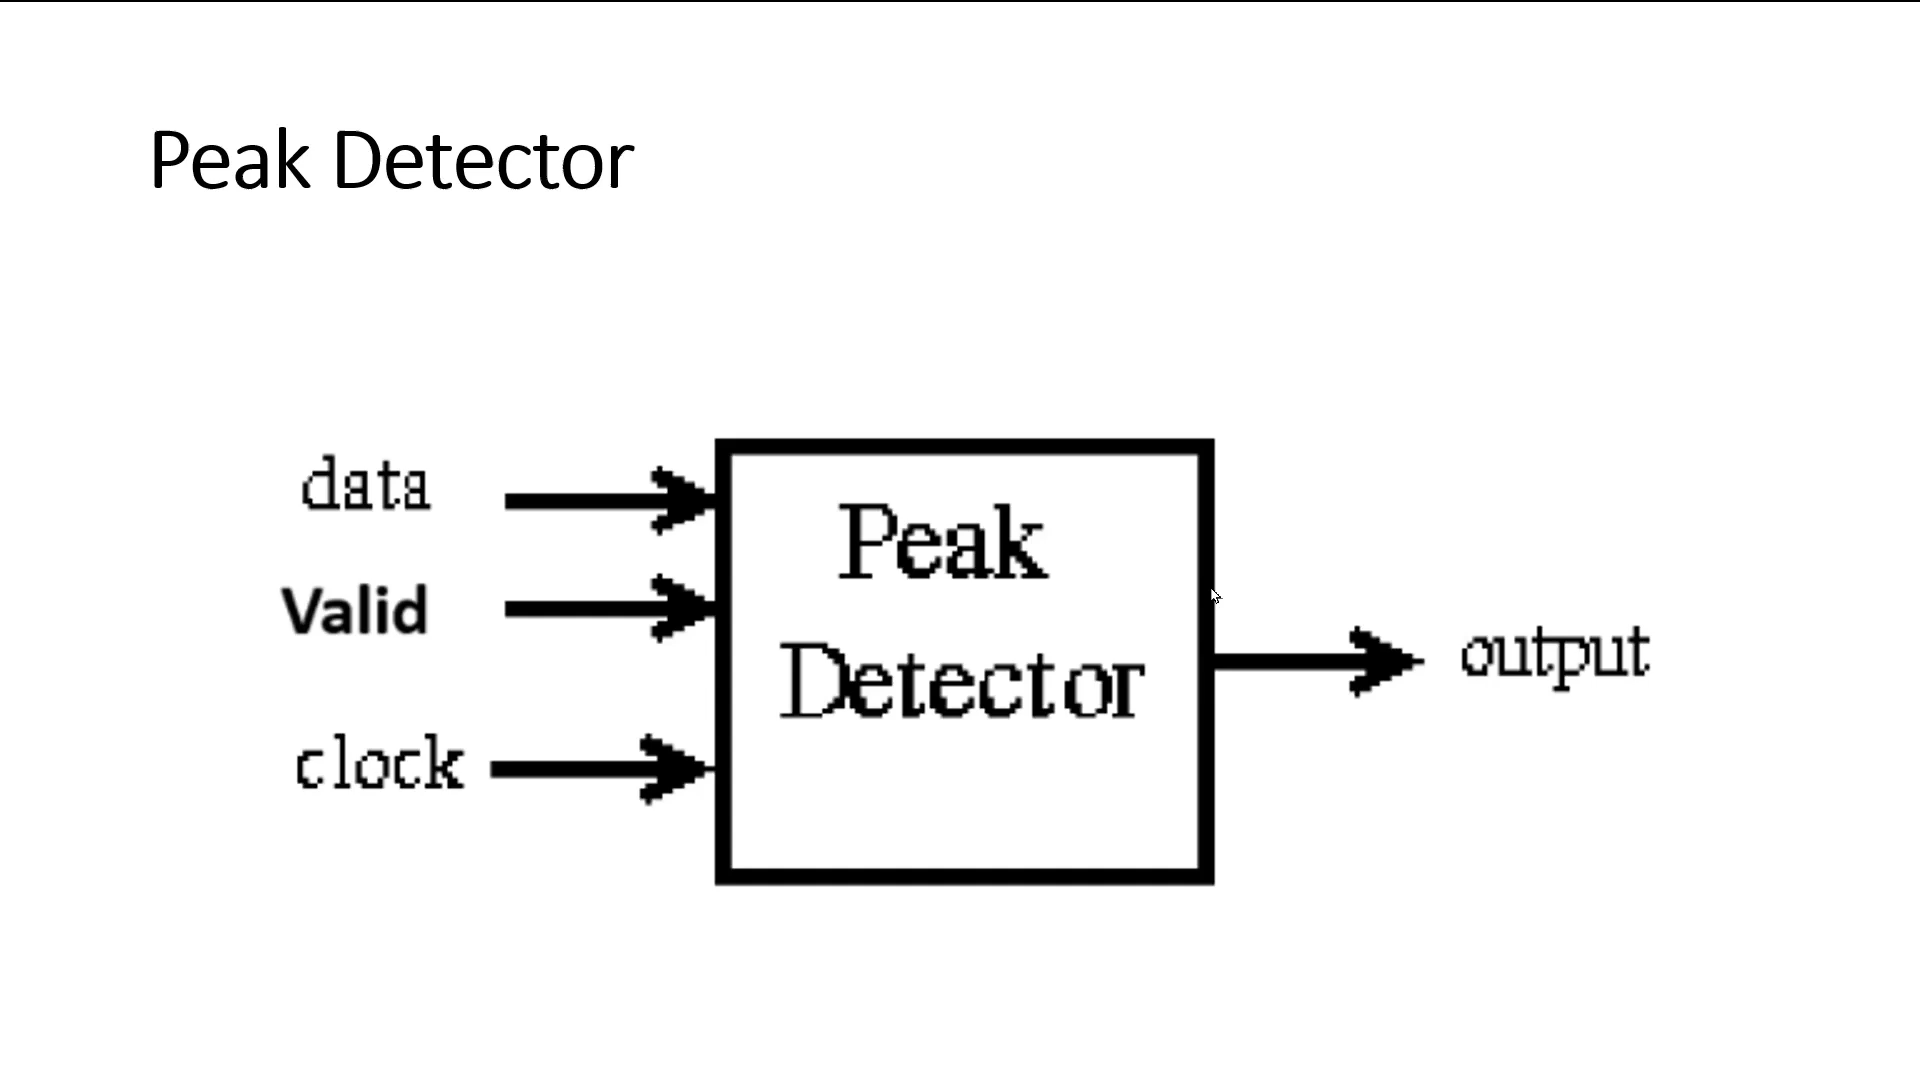 Peak Detector
data
Valid
clock
Peak
Detector
output